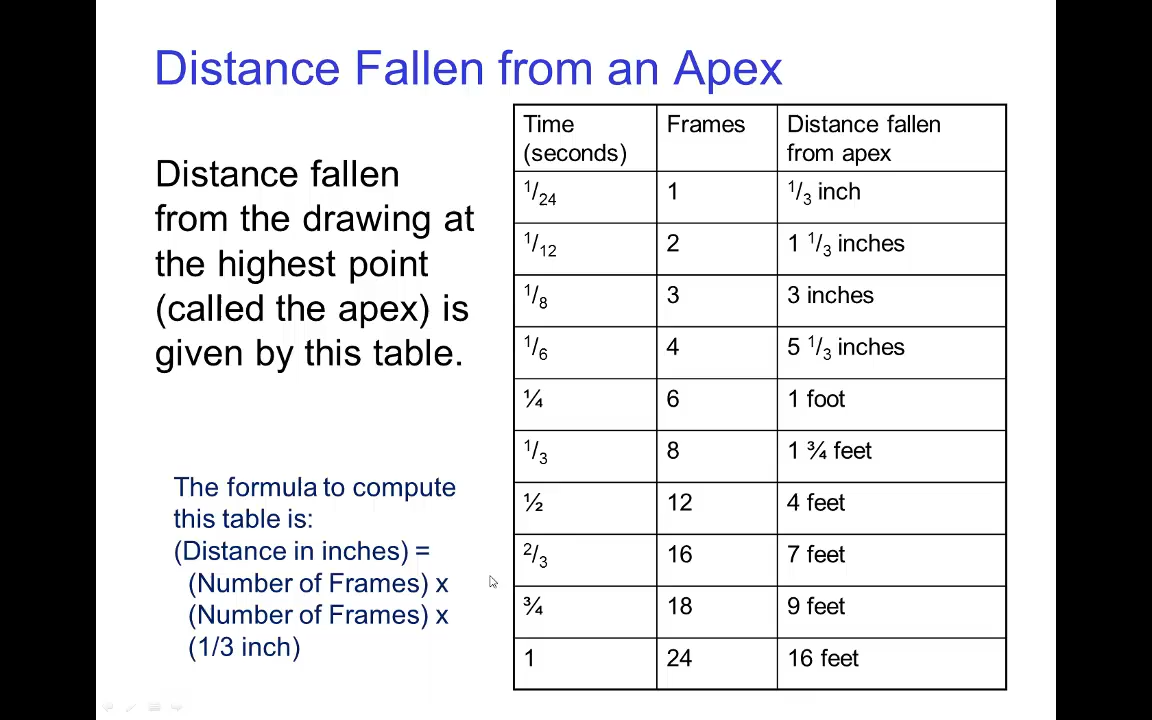 Distance Fallen from an Apex
Distance fallen
from the drawing at
the highest point
(called the apex) is
given by this table.
The formula to compute
this table is:
(Distance in inches) =
(Number of Frames) x
(Number of Frames) x
(1/3 inch)
Time (seconds) Frames Distance fallen from apex
1/24 1 1/3 inch
1/12 2 1 1/3 inches
1/8 3 3 inches
1/6 4 5 1/3 inches
¼ 6 1 foot
1/3 8 1 ¾ feet
½ 12 4 feet
2/3 16 7 feet
¾ 18 9 feet
1 24 16 feet